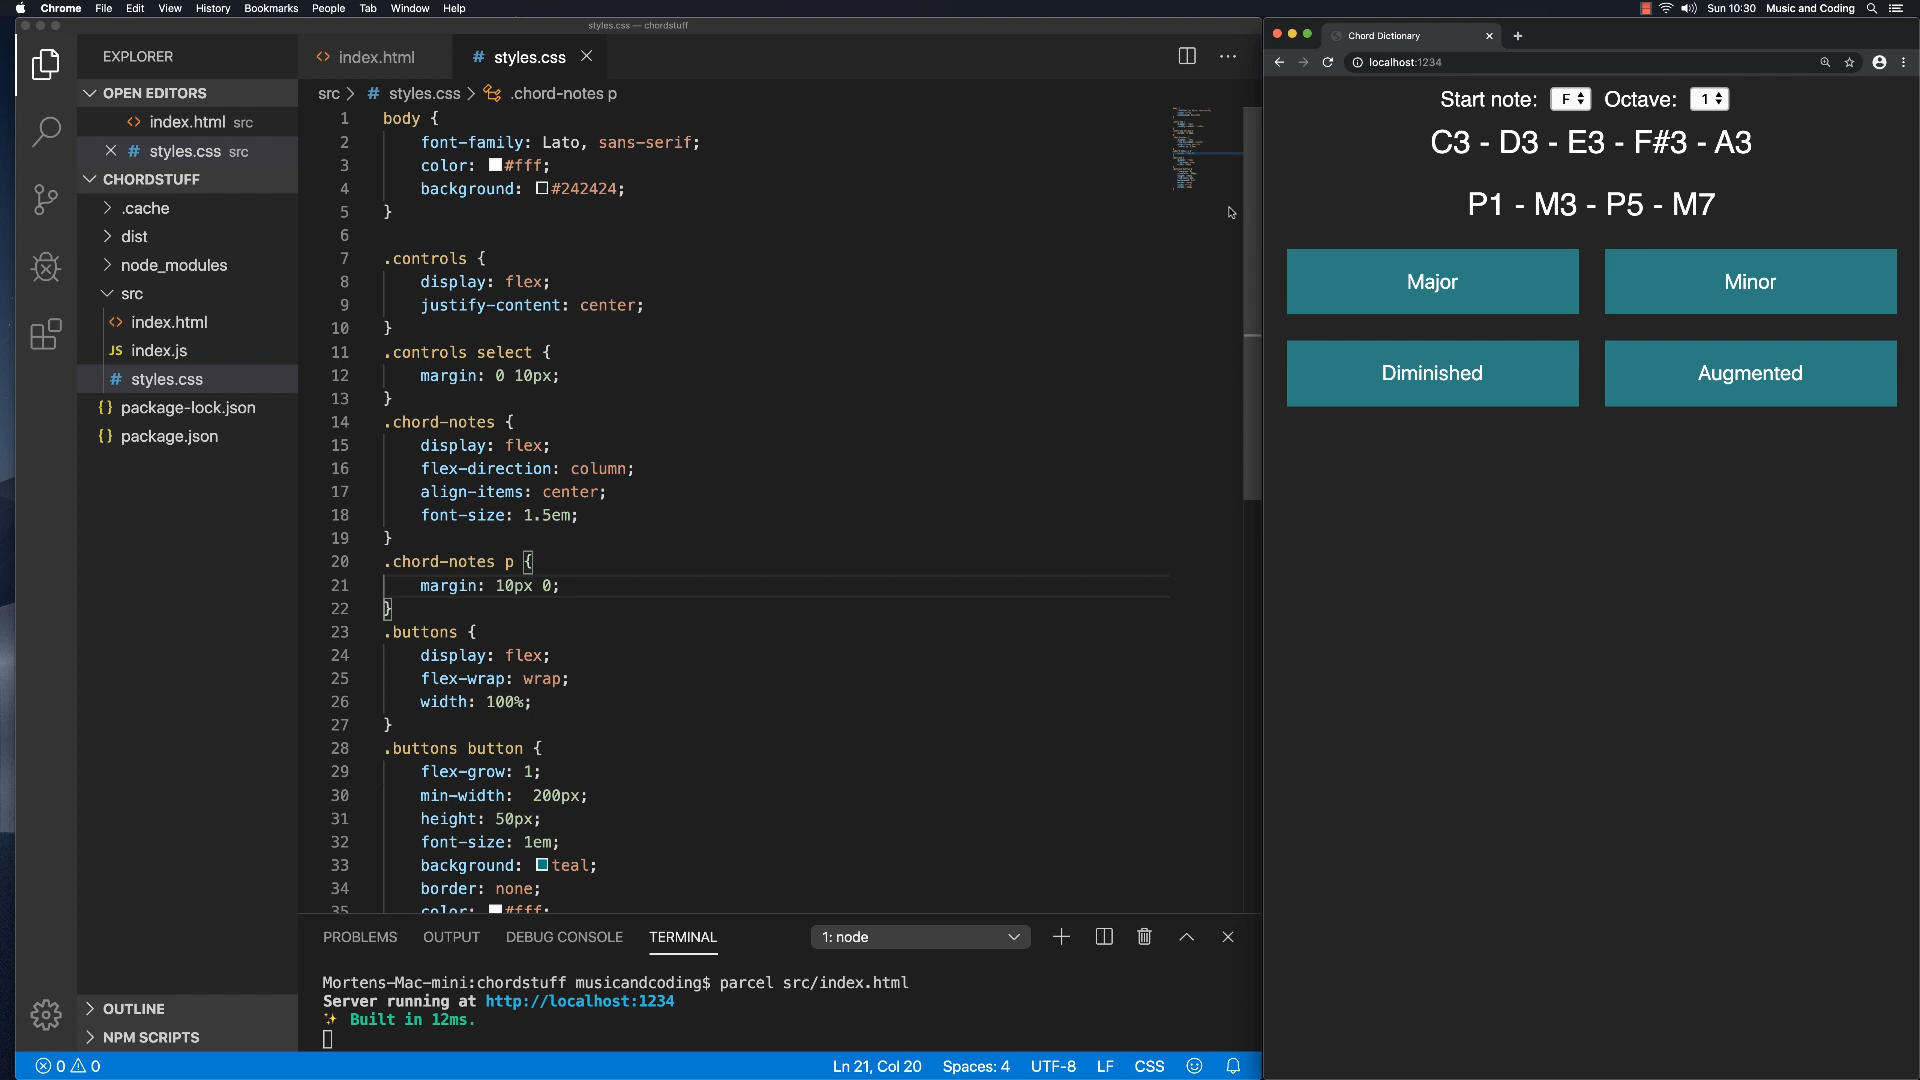 Chrome File Edit View History Bookmarks People Tab Window Help
Sun 10:30 Music and Coding
styles.css — chordstuff
EXPLORER
OPEN EDITORS
index.html src
styles.css src
CHORDSTUFF
.cache
dist
node_modules
src
index.html
JS index.js
# styles.css
{} package-lock.json
{} package.json
OUTLINE
NPM SCRIPTS
<> index.html
# styles.css
src > # styles.css > .chord-notes p
1 body {
2 font-family: Lato, sans-serif;
3 color: #fff;
4 background: #242424;
5 }
6
7 .controls {
8 display: flex;
9 justify-content: center;
10 }
11 .controls select {
12 margin: 0 10px;
13 }
14 .chord-notes {
15 display: flex;
16 flex-direction: column;
17 align-items: center;
18 font-size: 1.5em;
19 }
20 .chord-notes p {
21 margin: 10px 0;
22 }
23 .buttons {
24 display: flex;
25 flex-wrap: wrap;
26 width: 100%;
27 }
28 .buttons button {
29 flex-grow: 1;
30 min-width: 200px;
31 height: 50px;
32 font-size: 1em;
33 background: teal;
34 border: none;
35 color: #fff;
PROBLEMS OUTPUT DEBUG CONSOLE TERMINAL
1: node
Mortens-Mac-mini:chordstuff musicandcoding$ parcel src/index.html
Server running at http://localhost:1234
✨ Built in 12ms.
0 0
Ln 21, Col 20 Spaces: 4 UTF-8 LF CSS
Chord Dictionary
localhost:1234
Start note: F Octave: 1
C3 - D3 - E3 - F#3 - A3
P1 - M3 - P5 - M7
Major Minor
Diminished Augmented